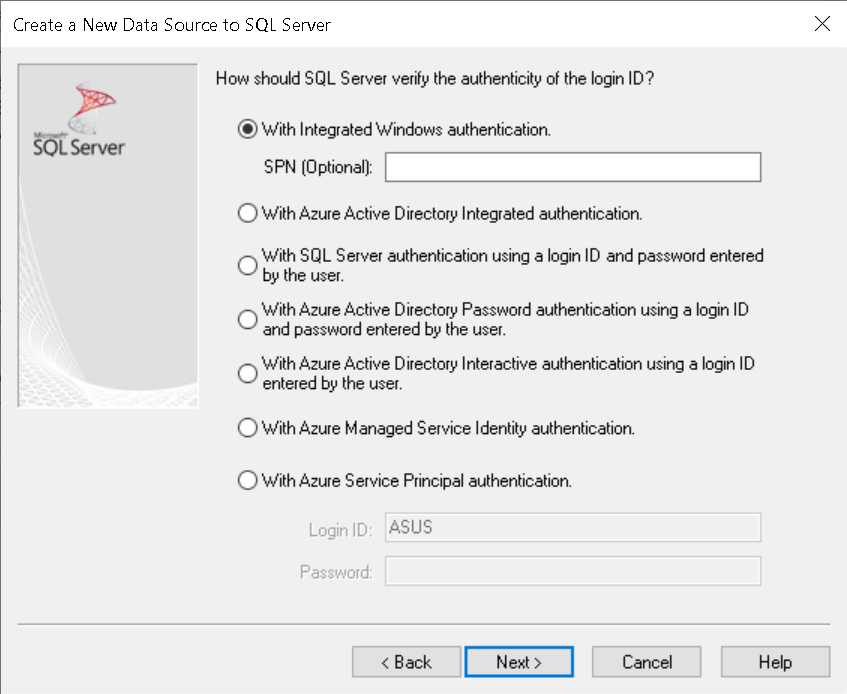 Create a New Data Source to SQL Server
Microsoft
SQL Server
How should SQL Server verify the authenticity of the login ID?
With Integrated Windows authentication.
SPN (Optional):
With Azure Active Directory Integrated authentication.
With SQL Server authentication using a login ID and password entered
by the user.
With Azure Active Directory Password authentication using a login ID
and password entered by the user.
With Azure Active Directory Interactive authentication using a login ID
entered by the user.
With Azure Managed Service Identity authentication.
With Azure Service Principal authentication.
Login ID: ASUS
Password:
< Back Next > Cancel Help